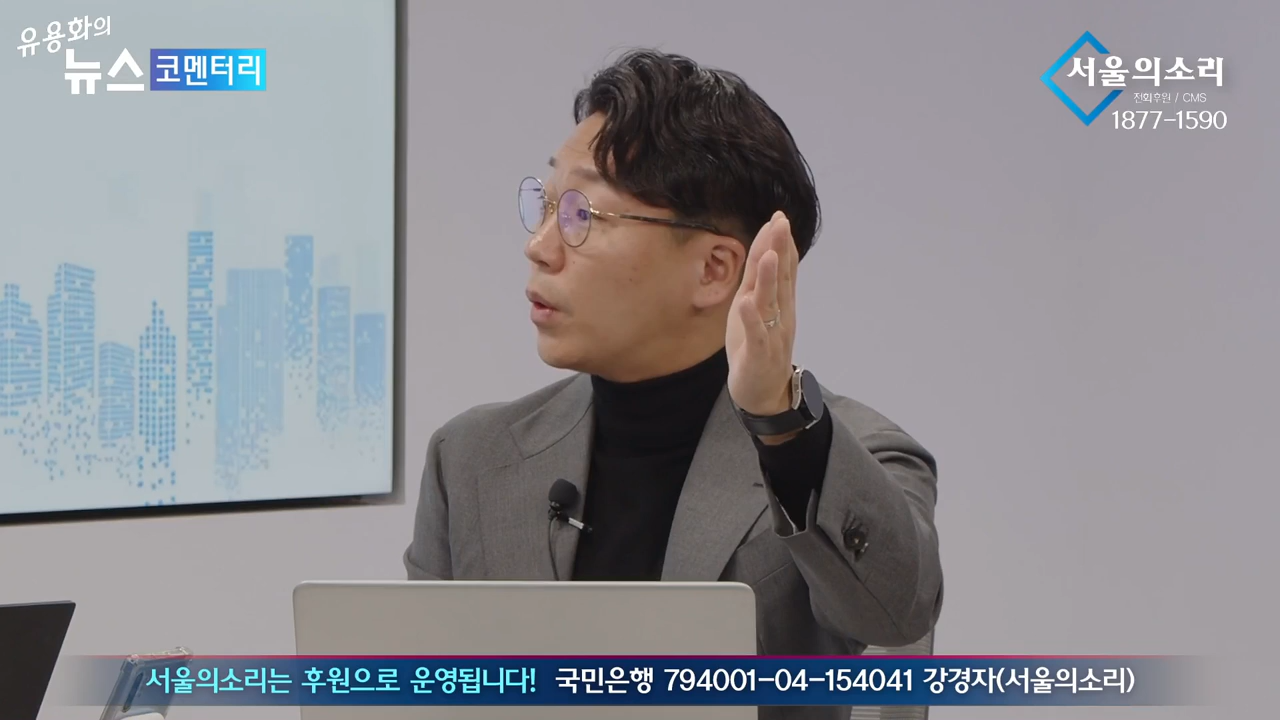 유용화의
뉴스 코멘터리
서울의소리
전화후원 / CMS
1877-1590
서울의소리는 후원으로 운영됩니다! 국민은행 794001-04-154041 강경자(서울의소리)